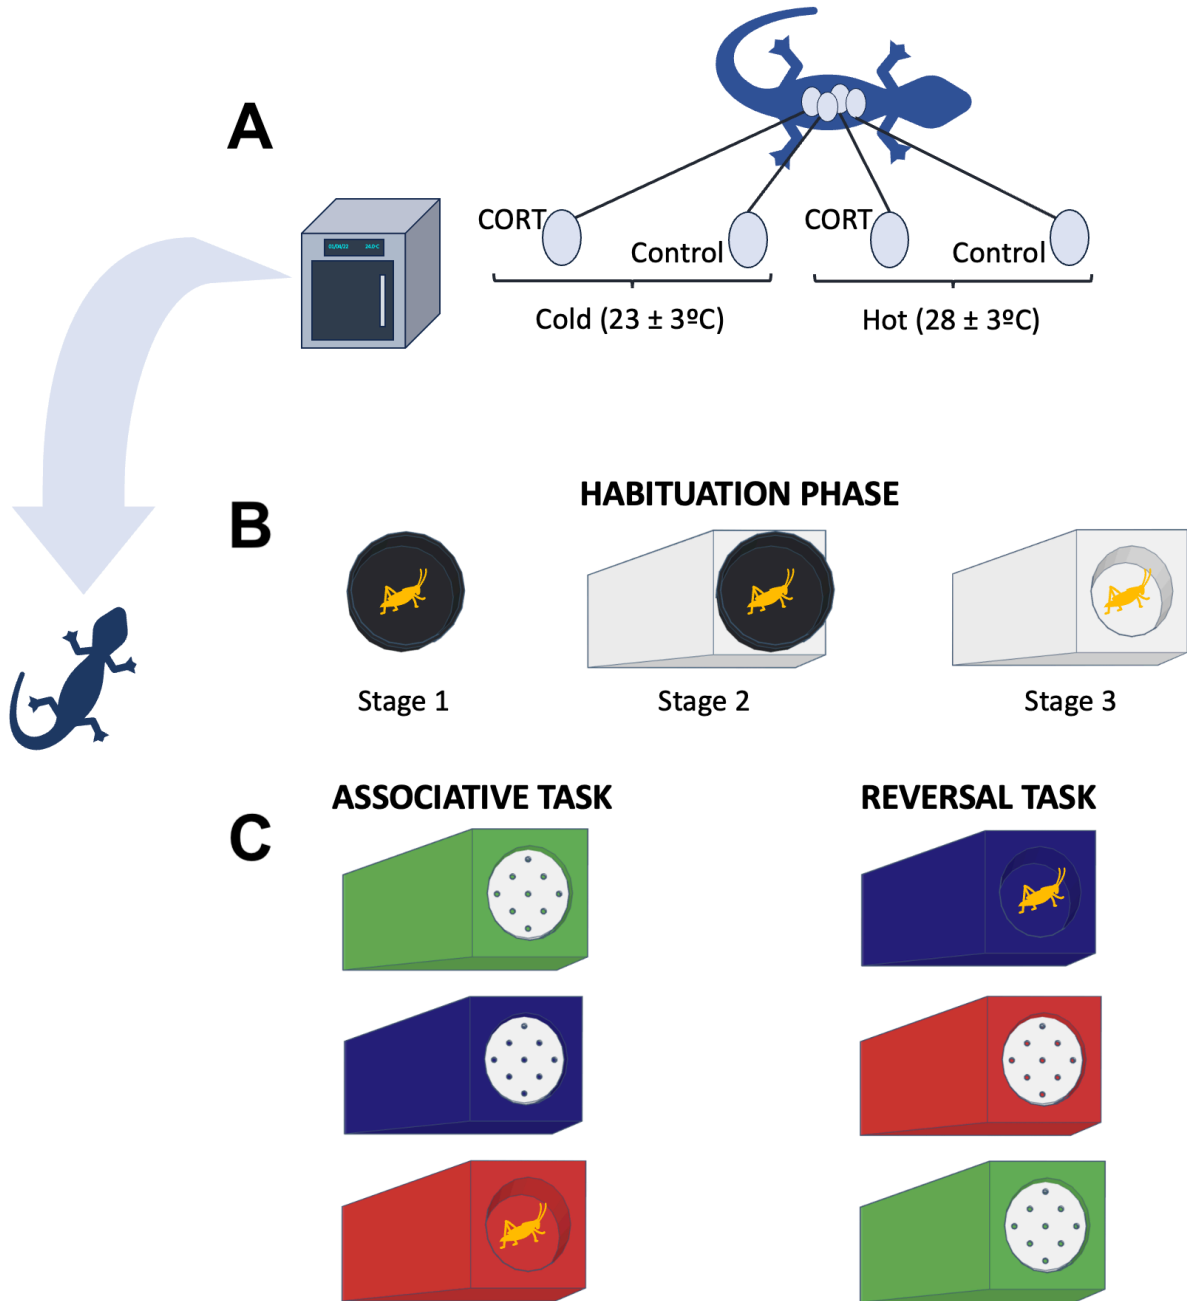 A
CORT
Control
CORT
Control
Cold (23 ± 3ºC)
Hot (28 ± 3ºC)
B
HABITUATION PHASE
Stage 1
Stage 2
Stage 3
C
ASSOCIATIVE TASK
REVERSAL TASK